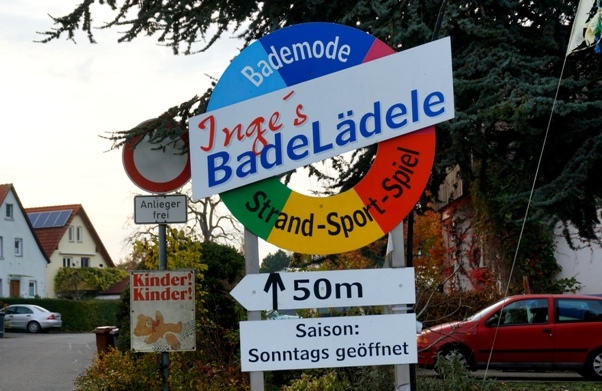 Bademode
Inge's
BadeLädele
Strand-Sport-Spiel
Anlieger
frei
Kinder!
Kinder!
50m
Saison:
Sonntags geöffnet